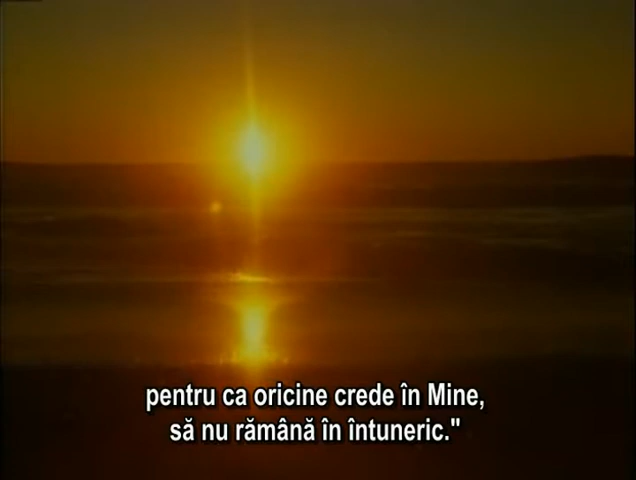 pentru ca oricine crede în Mine,
să nu rămână în întuneric."